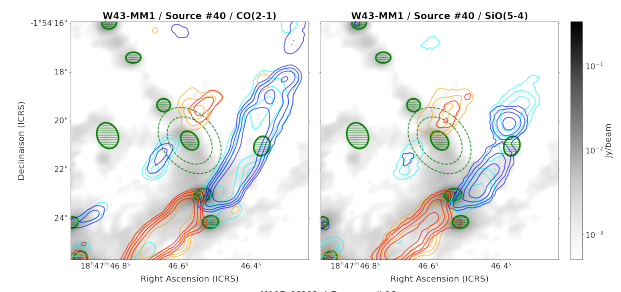 W43-MM1 / Source #40 / CO(2-1)
W43-MM1 / Source #40 / SiO(5-4)
-1°54'16"
18"
20"
22"
24"
Declinaison (ICRS)
18ʰ47ᵐ46.8ˢ
46.6ˢ
46.4ˢ
18ʰ47ᵐ46.8ˢ
46.6ˢ
46.4ˢ
Right Ascension (ICRS)
Right Ascension (ICRS)
10⁻¹
10⁻²
10⁻³
Jy/beam